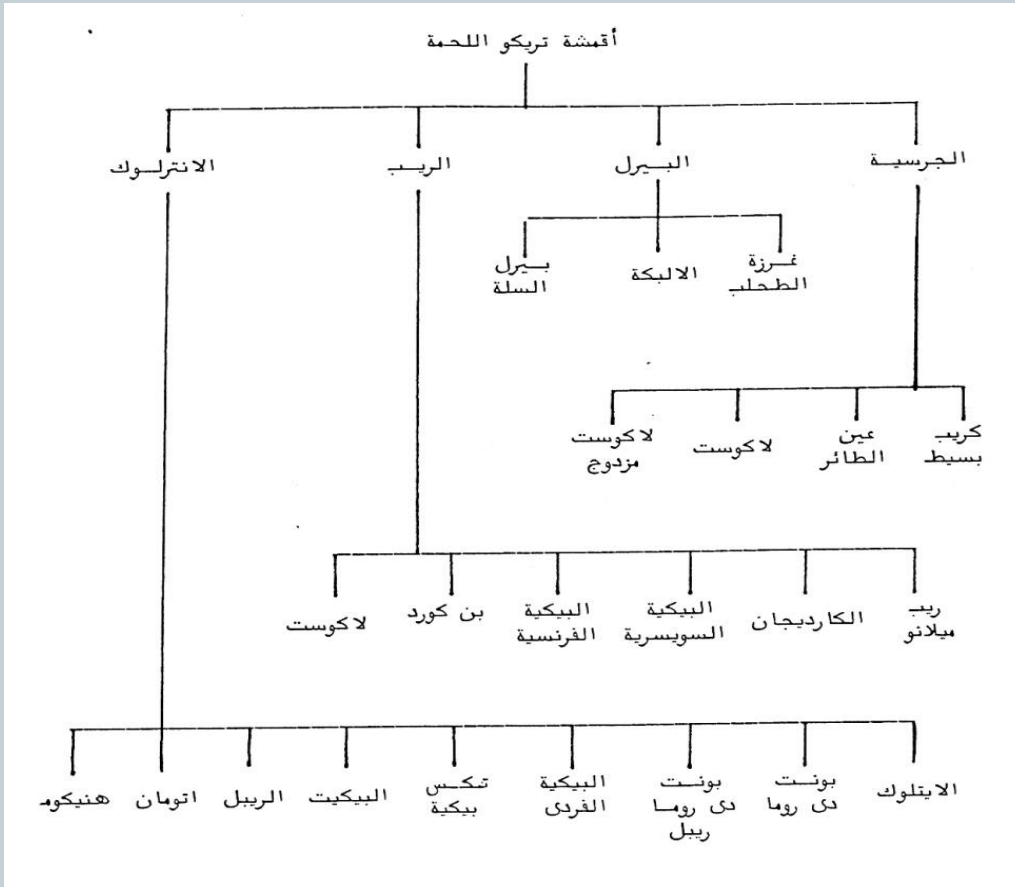 أقمشة تريكو اللحمة
الجرسية
البيرل
الريب
الانترلوك
غرزة
الطحلب
الالبكة
بيرل
السلة
كريب
بسيط
عين
الطائر
لاكوست
لاكوست
مزدوج
ريب
ميلانو
الكارديجان
البيكية
السويسرية
البيكية
الفرنسية
بن كورد
لاكوست
الايتلوك
بونت
دى روما
بونت
دى روما
ريبل
البيكية
الفردى
تكس
بيكية
البيكيت
الريبل
اتومان
هنيكوم